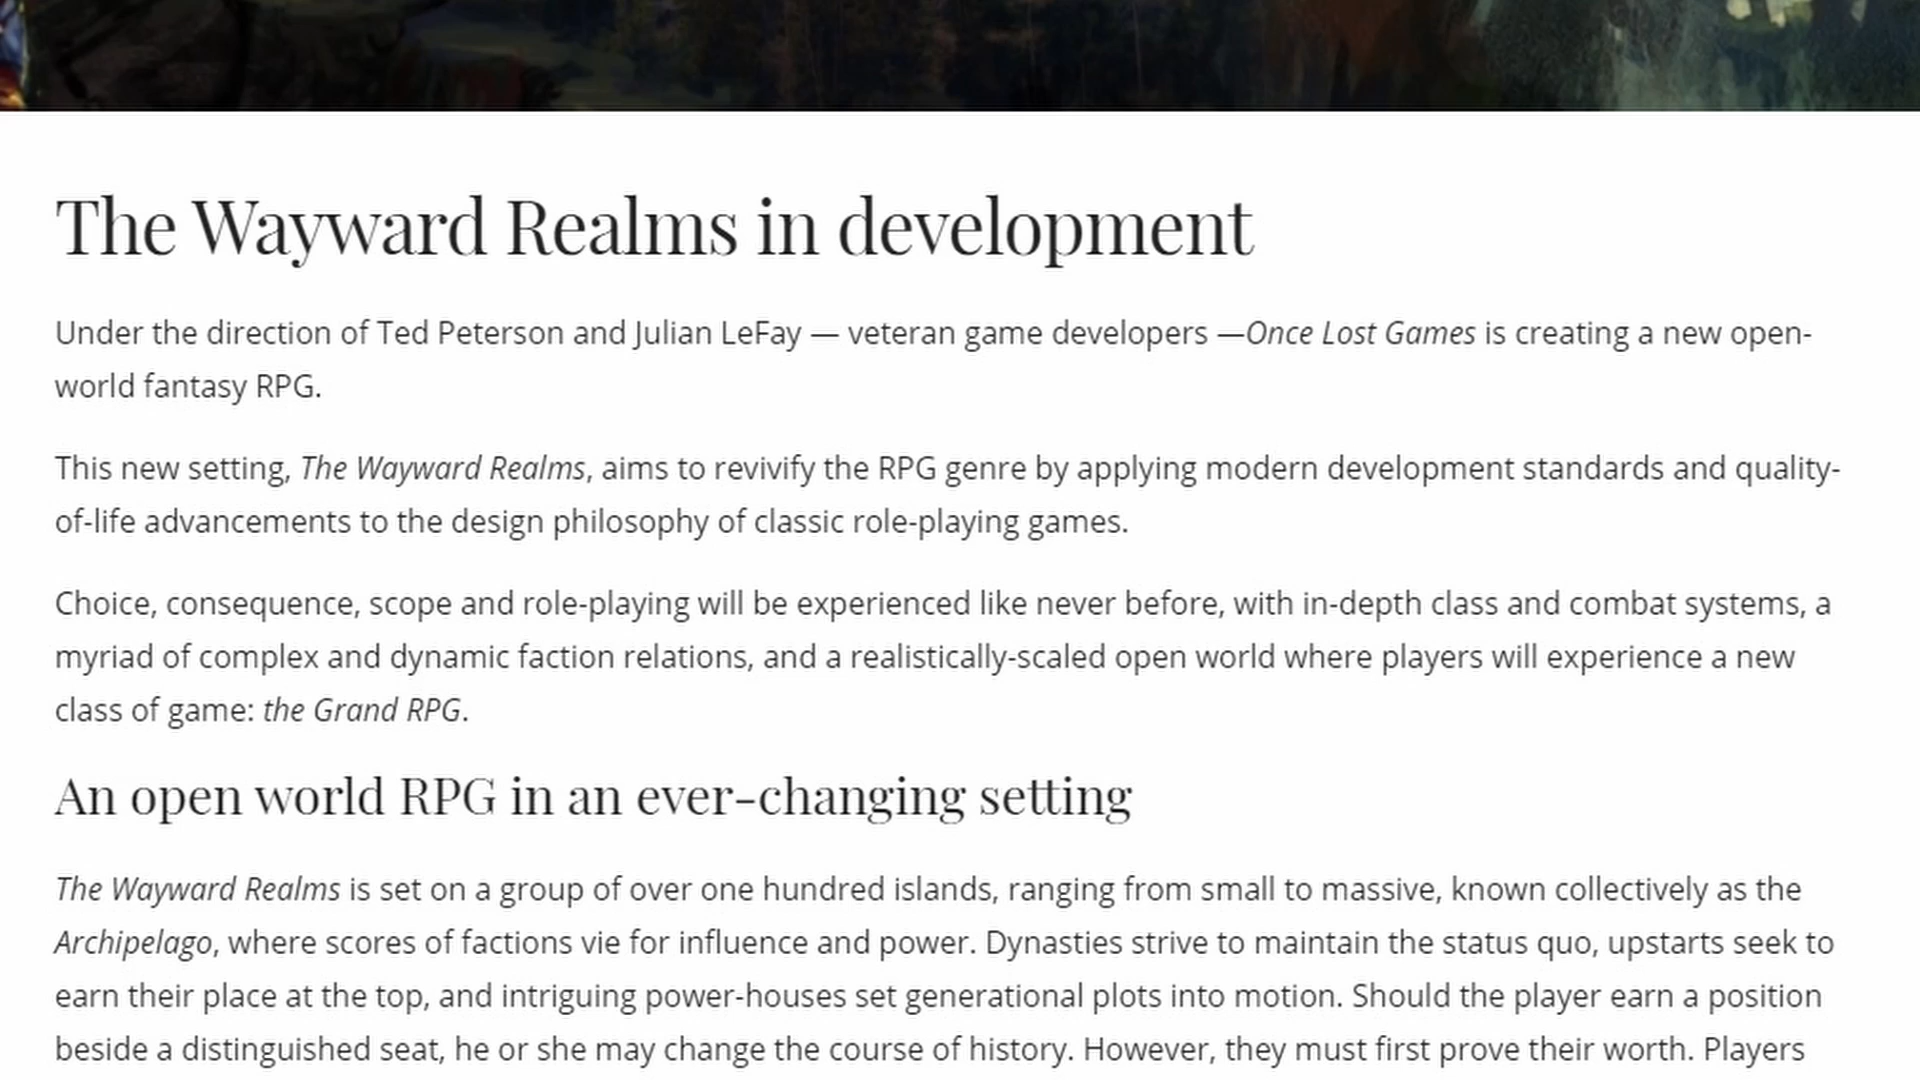 The Wayward Realms in development
Under the direction of Ted Peterson and Julian LeFay — veteran game developers —Once Lost Games is creating a new open-
world fantasy RPG.
This new setting, The Wayward Realms, aims to revivify the RPG genre by applying modern development standards and quality-
of-life advancements to the design philosophy of classic role-playing games.
Choice, consequence, scope and role-playing will be experienced like never before, with in-depth class and combat systems, a
myriad of complex and dynamic faction relations, and a realistically-scaled open world where players will experience a new
class of game: the Grand RPG.
An open world RPG in an ever-changing setting
The Wayward Realms is set on a group of over one hundred islands, ranging from small to massive, known collectively as the
Archipelago, where scores of factions vie for influence and power. Dynasties strive to maintain the status quo, upstarts seek to
earn their place at the top, and intriguing power-houses set generational plots into motion. Should the player earn a position
beside a distinguished seat, he or she may change the course of history. However, they must first prove their worth. Players